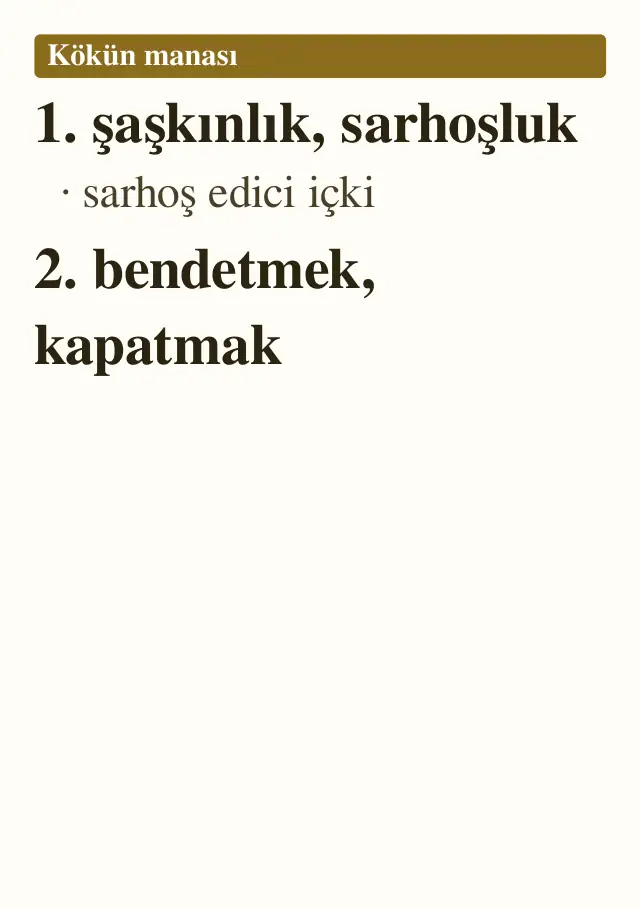 Kökün manası
1. şaşkınlık, sarhoşluk
· sarhoş edici içki
2. bendetmek,
kapatmak